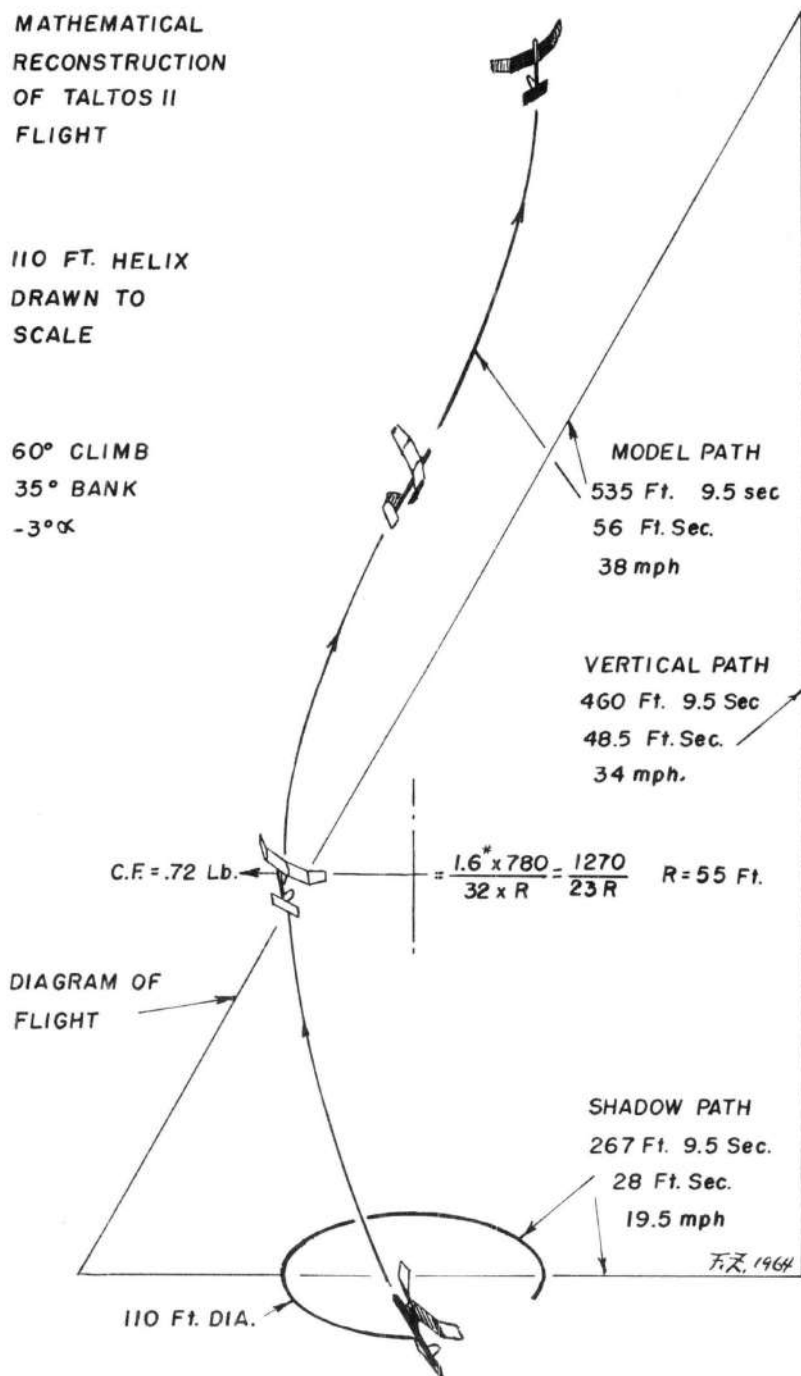 MATHEMATICAL
RECONSTRUCTION
OF TALTOS II
FLIGHT
110 FT. HELIX
DRAWN TO
SCALE
60° CLIMB
35° BANK
-3°∝
MODEL PATH
535 Ft. 9.5 sec
56 Ft. Sec.
38 mph
VERTICAL PATH
460 Ft. 9.5 Sec
48.5 Ft. Sec.
34 mph.
C.F. = .72 Lb. = 1.6# x 780 / 32 x R = 1270 / 23 R R = 55 Ft.
DIAGRAM OF
FLIGHT
SHADOW PATH
267 Ft. 9.5 Sec.
28 Ft. Sec.
19.5 mph
F.Z. 1964
110 Ft. DIA.